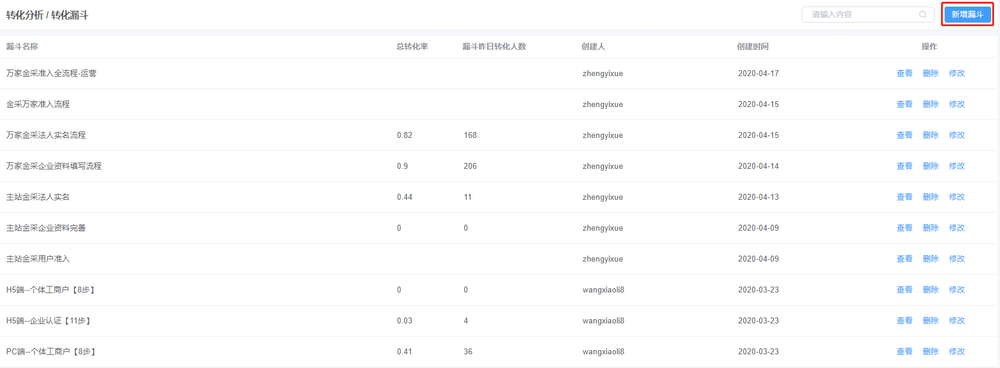 转化分析 / 转化漏斗
请输入内容
新增漏斗
漏斗名称 总转化率 漏斗昨日转化人数 创建人 创建时间 操作
万家金采准入全流程-运营 zhengyixue 2020-04-17 查看 删除 修改
金采万家准入流程 zhengyixue 2020-04-15 查看 删除 修改
万家金采法人实名流程 0.82 168 zhengyixue 2020-04-15 查看 删除 修改
万家金采企业资料填写流程 0.9 206 zhengyixue 2020-04-14 查看 删除 修改
主站金采法人实名 0.44 11 zhengyixue 2020-04-13 查看 删除 修改
主站金采企业资料完善 0 0 zhengyixue 2020-04-09 查看 删除 修改
主站金采用户准入 zhengyixue 2020-04-09 查看 删除 修改
H5端--个体工商户【8步】 0 0 wangxiaoli8 2020-03-23 查看 删除 修改
H5端--企业认证【11步】 0.03 4 wangxiaoli8 2020-03-23 查看 删除 修改
PC端--个体工商户【8步】 0.41 36 wangxiaoli8 2020-03-23 查看 删除 修改